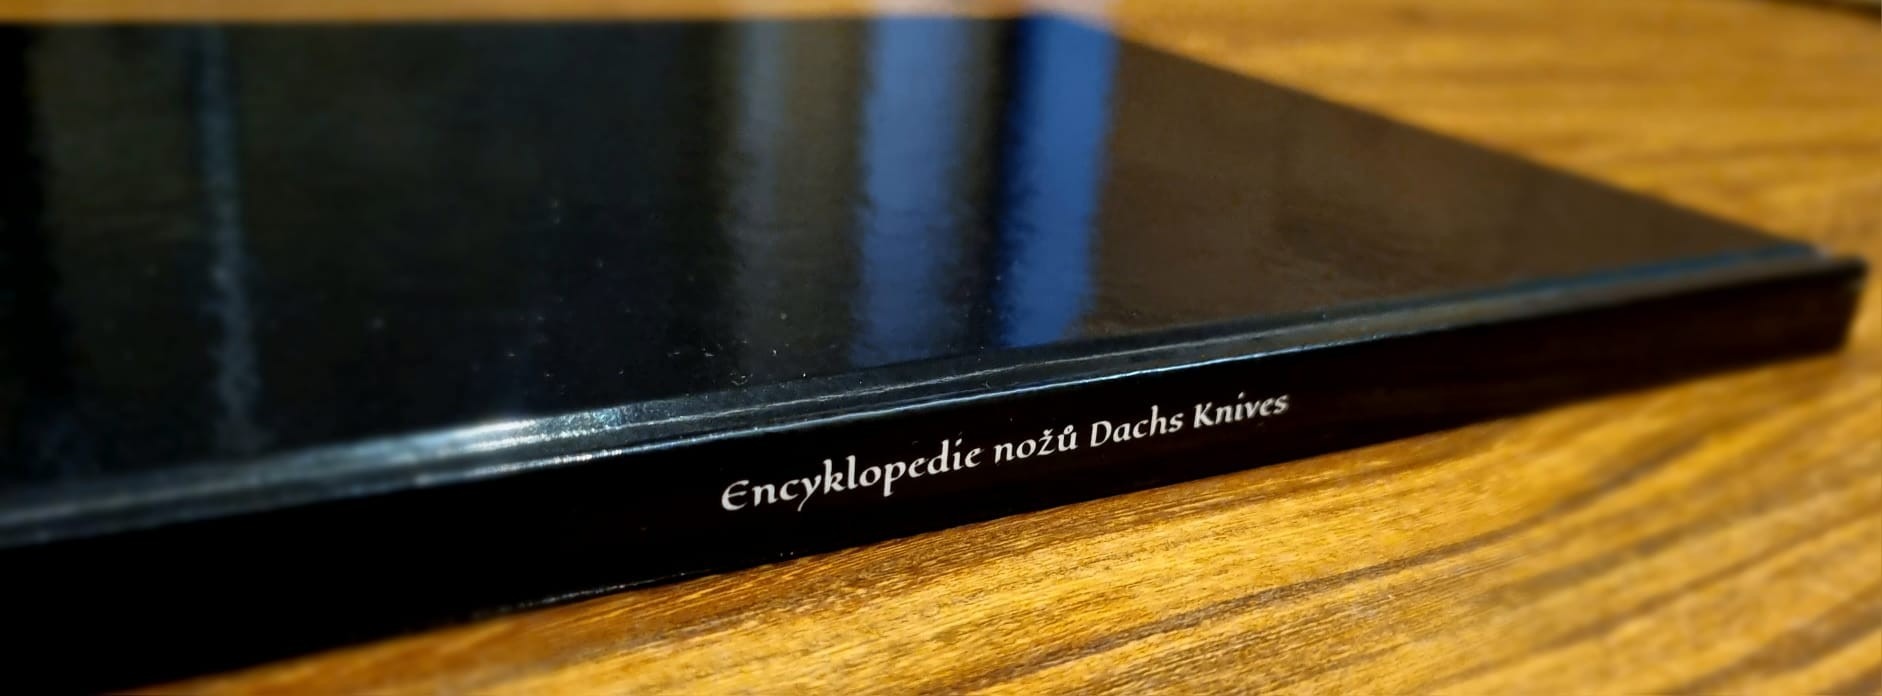 Encyklopedie nožů Dachs Knives